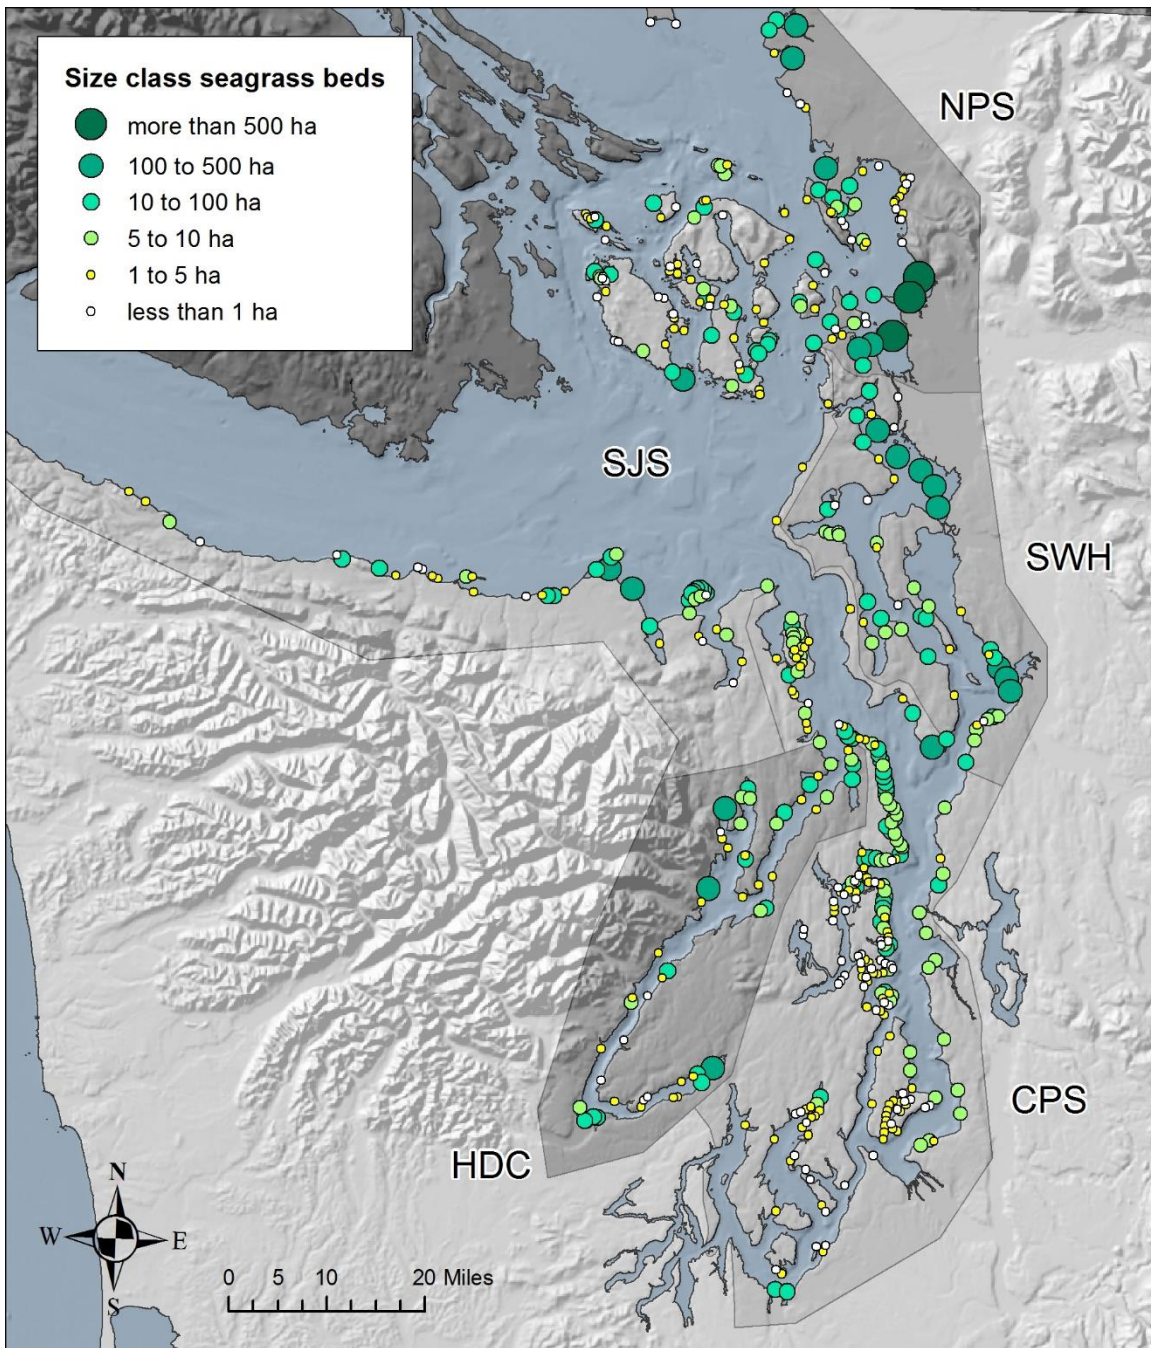 Size class seagrass beds
more than 500 ha
100 to 500 ha
10 to 100 ha
5 to 10 ha
1 to 5 ha
less than 1 ha
NPS
SJS
SWH
CPS
HDC
N
W E
S
0 5 10 20 Miles